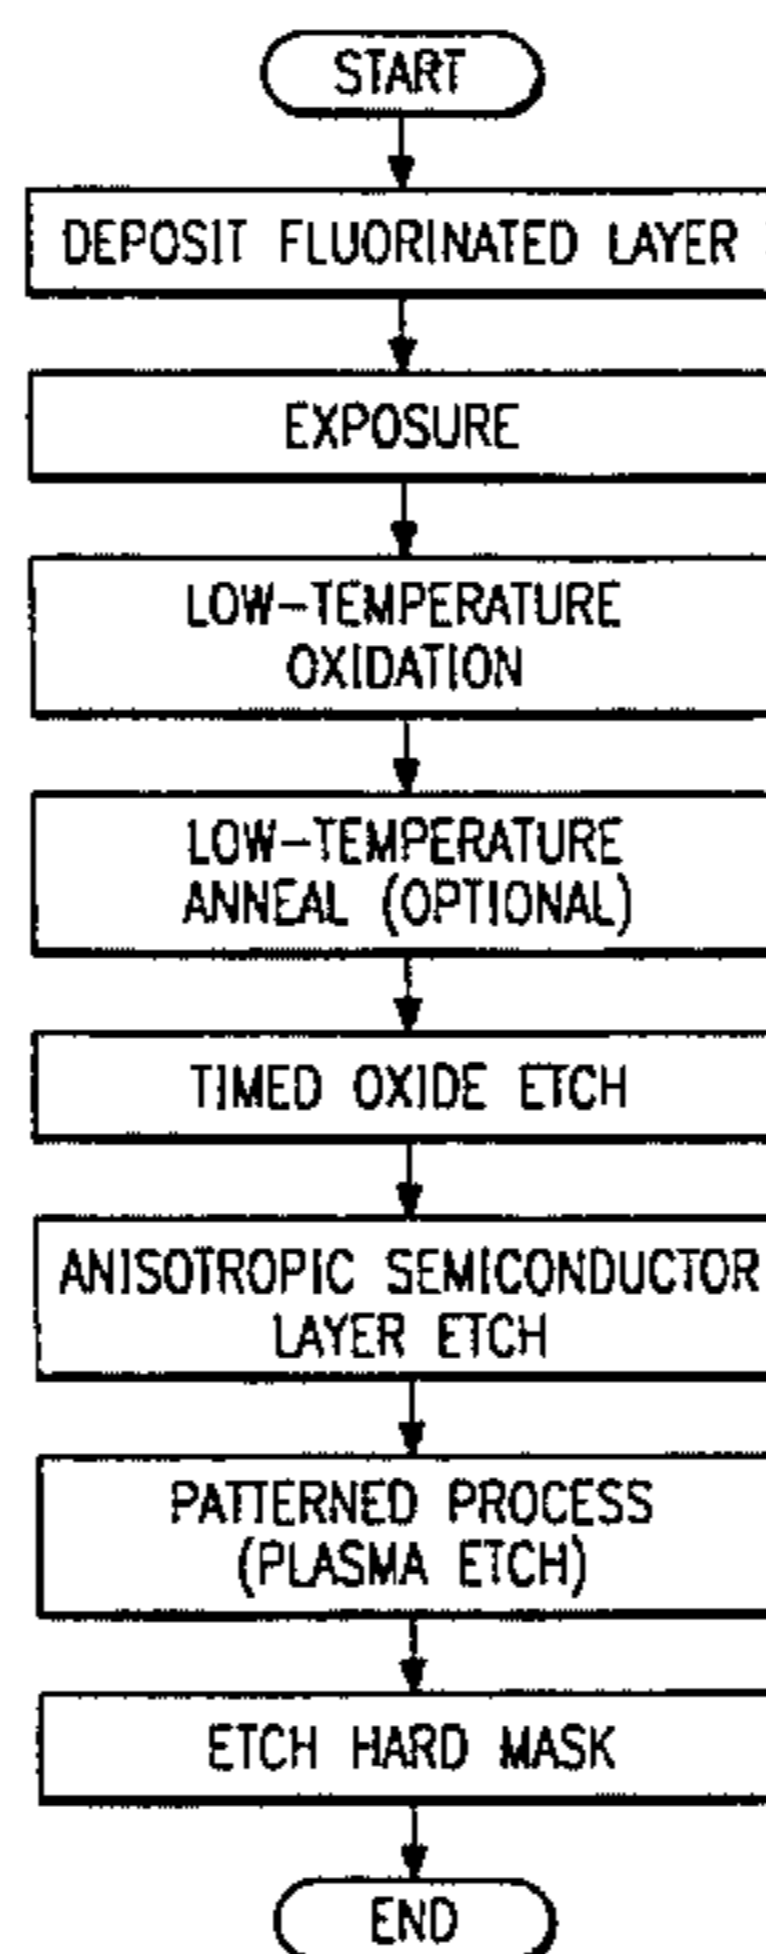 START
DEPOSIT FLUORINATED LAYER
EXPOSURE
LOW-TEMPERATURE
OXIDATION
LOW-TEMPERATURE
ANNEAL (OPTIONAL)
TIMED OXIDE ETCH
ANISOTROPIC SEMICONDUCTOR
LAYER ETCH
PATTERNED PROCESS
(PLASMA ETCH)
ETCH HARD MASK
END